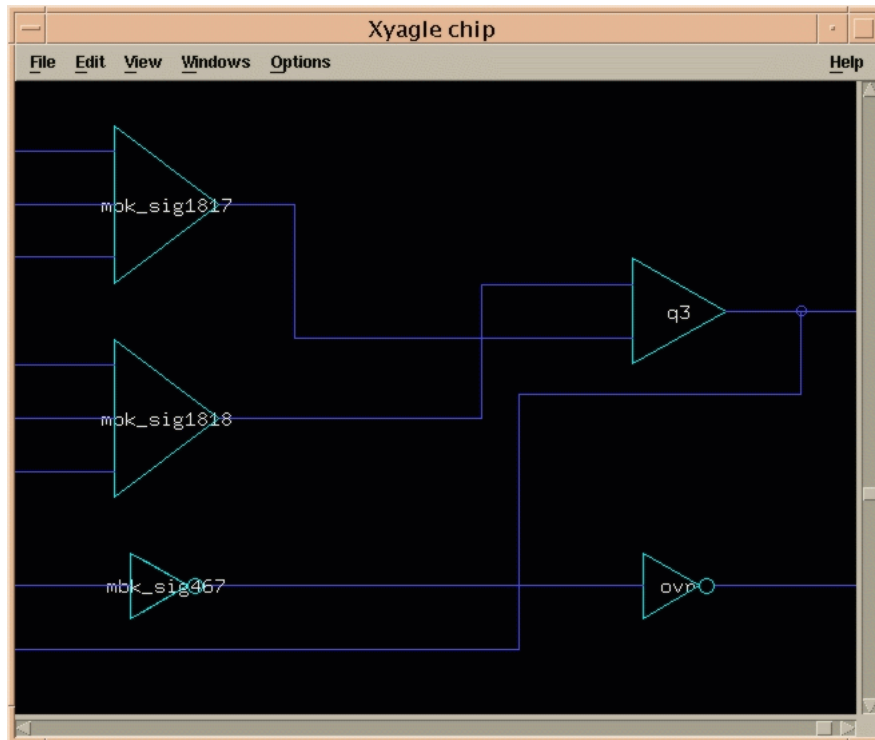 Xyagle chip
File Edit View Windows Options Help
mbk_sig1817
q3
mbk_sig1818
mbk_sig467
ovr